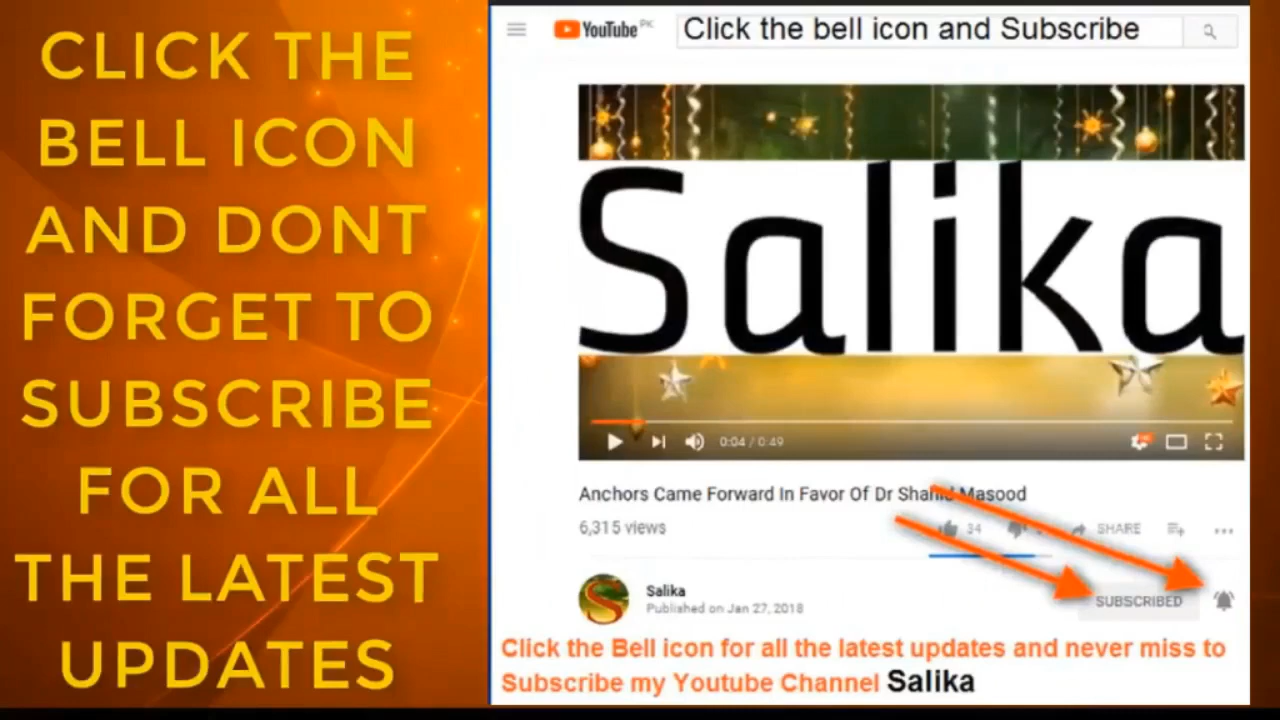 CLICK THE
BELL ICON
AND DONT
FORGET TO
SUBSCRIBE
FOR ALL
THE LATEST
UPDATES
YouTube PK
Click the bell icon and Subscribe
Salika
0:04 / 0:49
Anchors Came Forward In Favor Of Dr Shahid Masood
6,315 views
34
SHARE
Salika
Published on Jan 27, 2018
SUBSCRIBED
Click the Bell icon for all the latest updates and never miss to
Subscribe my Youtube Channel Salika